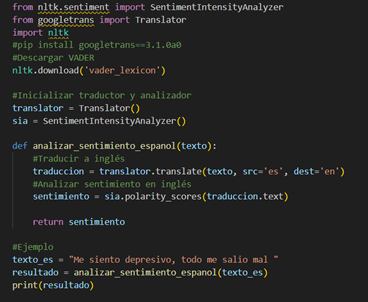 from nltk.sentiment import SentimentIntensityAnalyzer
from googletrans import Translator
import nltk
#pip install googletrans==3.1.0a0
#Descargar VADER
nltk.download('vader_lexicon')

#Inicializar traductor y analizador
translator = Translator()
sia = SentimentIntensityAnalyzer()

def analizar_sentimiento_espanol(texto):
    #Traducir a inglés
    traduccion = translator.translate(texto, src='es', dest='en')
    #Analizar sentimiento en inglés
    sentimiento = sia.polarity_scores(traduccion.text)

    return sentimiento

#Ejemplo
texto_es = "Me siento depresivo, todo me salio mal "
resultado = analizar_sentimiento_espanol(texto_es)
print(resultado)